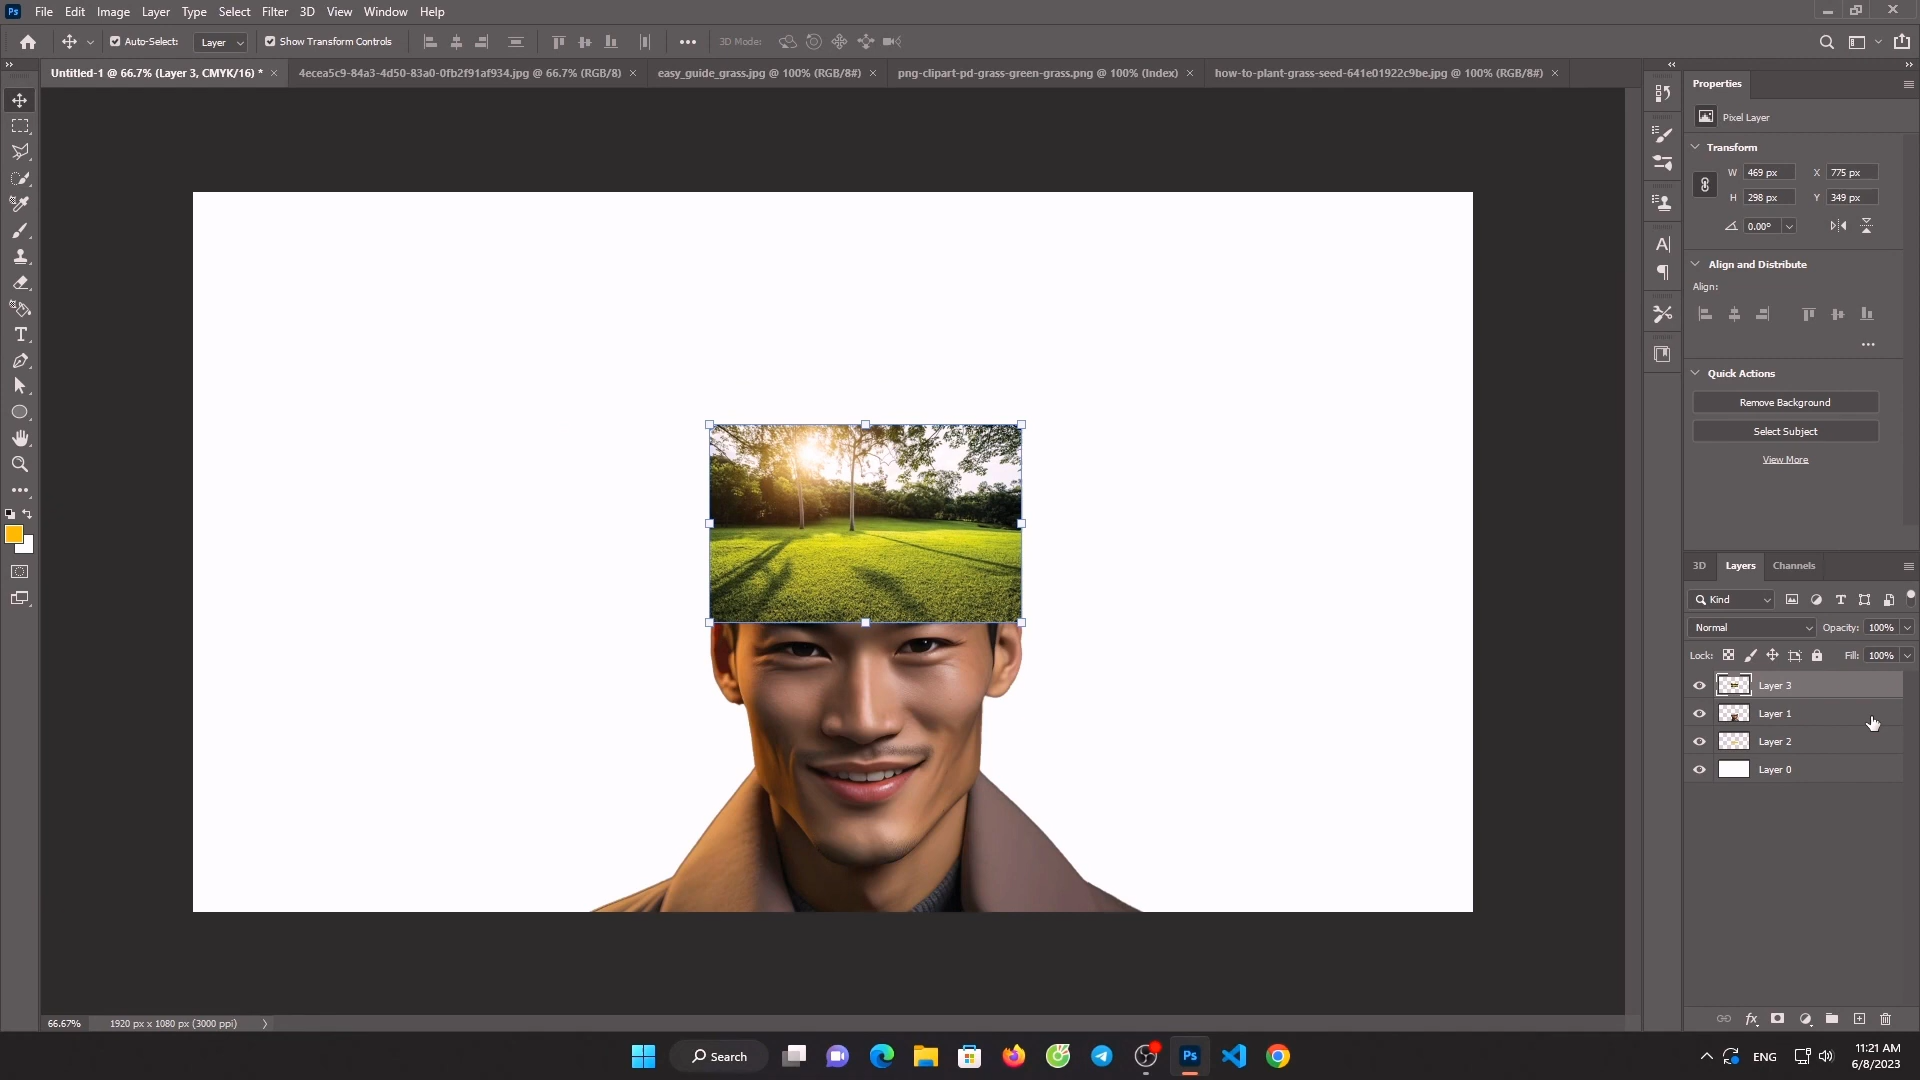 Ps File Edit Image Layer Type Select Filter 3D View Window Help
Auto-Select: Layer Show Transform Controls 3D Mode:
Untitled-1 @ 66.7% (Layer 3, CMYK/16) * × 4ecea5c9-84a3-4d50-83a0-0fb2f91af934.jpg @ 66.7% (RGB/8) × easy_guide_grass.jpg @ 100% (RGB/8#) × png-clipart-pd-grass-green-grass.png @ 100% (Index) × how-to-plant-grass-seed-641e01922c9be.jpg @ 100% (RGB/8#) ×
Properties
Pixel Layer
Transform
W 469 px X 775 px
H 298 px Y 349 px
0.00°
Align and Distribute
Align:
Quick Actions
Remove Background
Select Subject
View More
3D Layers Channels
Kind
Normal Opacity: 100%
Lock: Fill: 100%
Layer 3
Layer 1
Layer 2
Layer 0
66.67% 1920 px x 1080 px (3000 ppi)
Search Ps ENG 11:21 AM
6/8/2023